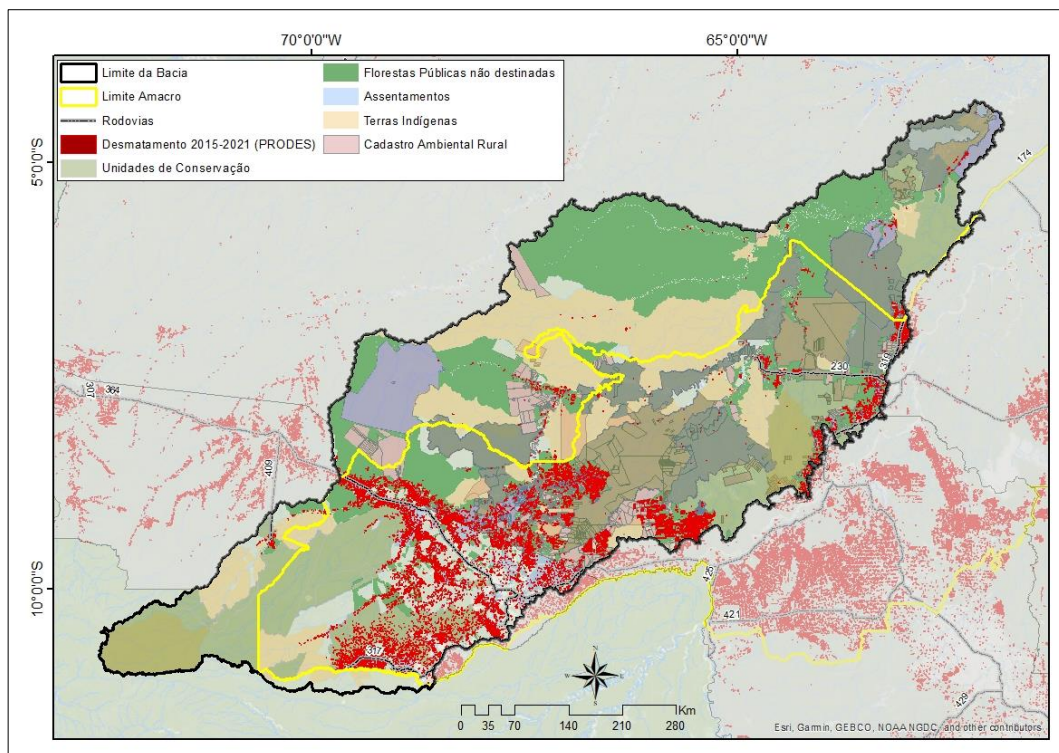 70°0'0"W
65°0'0"W
Limite da Bacia
Limite Amacro
Rodovias
Desmatamento 2015-2021 (PRODES)
Unidades de Conservação
Florestas Públicas não destinadas
Assentamentos
Terras Indígenas
Cadastro Ambiental Rural
5°0'0"S
174
319
230
307
364
409
10°0'0"S
425
421
317
429
0 35 70 140 210 280
Km
Esri, Garmin, GEBCO, NOAA NGDC, and other contributors